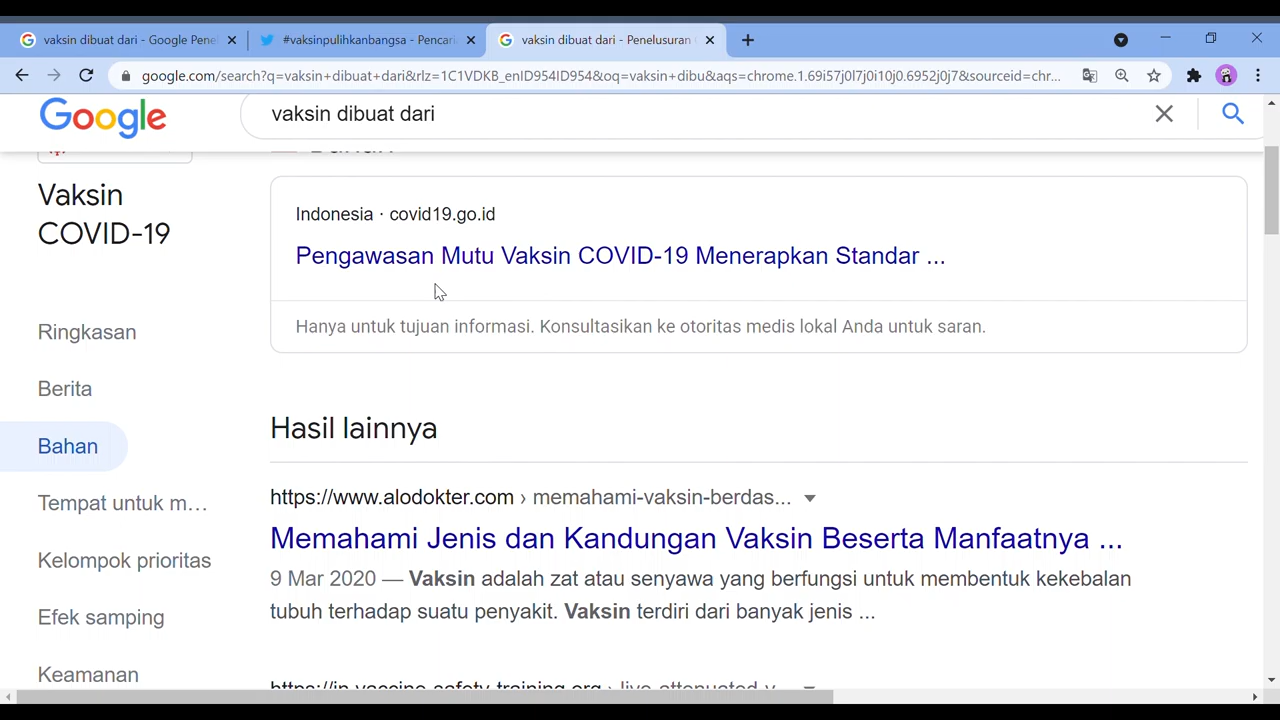 vaksin dibuat dari - Google Pene
#vaksinpulihkanbangsa - Pencari
vaksin dibuat dari - Penelusuran
google.com/search?q=vaksin+dibuat+dari&rlz=1C1VDKB_enID954ID954&oq=vaksin+dibu&aqs=chrome.1.69i57j0l7j0i10j0.6952j0j7&sourceid=chr...
Google
vaksin dibuat dari
Vaksin
COVID-19
Ringkasan
Berita
Bahan
Tempat untuk m...
Kelompok prioritas
Efek samping
Keamanan
Indonesia · covid19.go.id
Pengawasan Mutu Vaksin COVID-19 Menerapkan Standar ...
Hanya untuk tujuan informasi. Konsultasikan ke otoritas medis lokal Anda untuk saran.
Hasil lainnya
https://www.alodokter.com › memahami-vaksin-berdas...
Memahami Jenis dan Kandungan Vaksin Beserta Manfaatnya ...
9 Mar 2020 — Vaksin adalah zat atau senyawa yang berfungsi untuk membentuk kekebalan
tubuh terhadap suatu penyakit. Vaksin terdiri dari banyak jenis ...